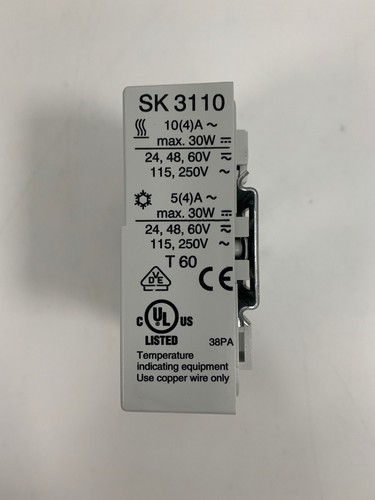 SK 3110
10(4)A ~
max. 30W ⎓
24, 48, 60V ⎓
115, 250V ~
5(4)A ~
max. 30W ⎓
24, 48, 60V ⎓
115, 250V ~
T 60
VDE CE
C UL US
LISTED
38PA
Temperature
indicating equipment
Use copper wire only